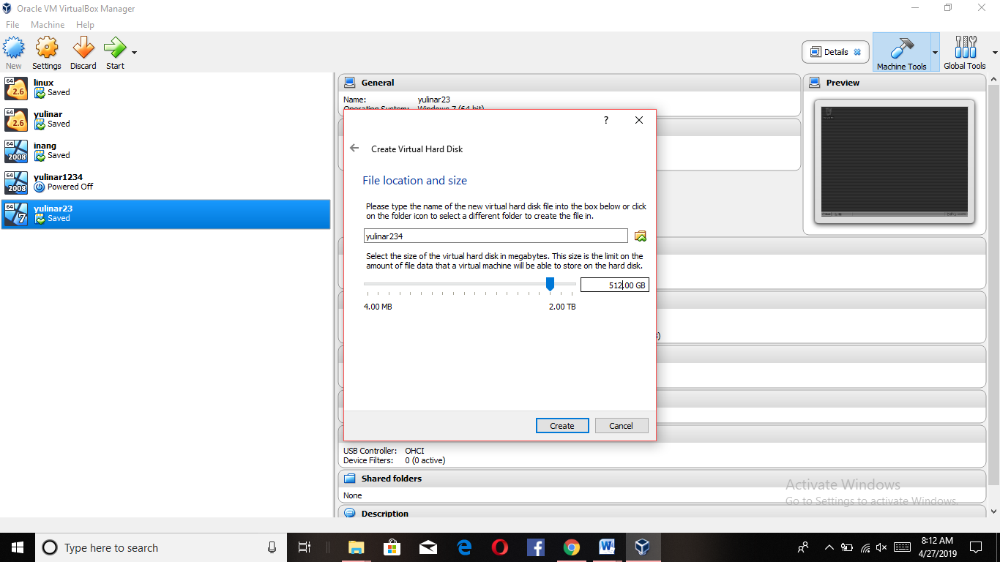 Oracle VM VirtualBox Manager
File Machine Help
New Settings Discard Start
Details Machine Tools Global Tools
64 2.6 linux
Saved
64 2.6 yulinar
Saved
64 2008 inang
Saved
64 2008 yulinar1234
Powered Off
64 7 yulinar23
Saved
General
Name: yulinar23
Operating System: Windows 7 (64-bit)
Preview
?
Create Virtual Hard Disk
File location and size
Please type the name of the new virtual hard disk file into the box below or click
on the folder icon to select a different folder to create the file in.
yulinar234
Select the size of the virtual hard disk in megabytes. This size is the limit on the
amount of file data that a virtual machine will be able to store on the hard disk.
512,00 GB
4.00 MB 2.00 TB
Create Cancel
USB Controller: OHCI
Device Filters: 0 (0 active)
Shared folders
None
Description
Activate Windows
Go to Settings to activate Windows.
Type here to search
8:12 AM
4/27/2019